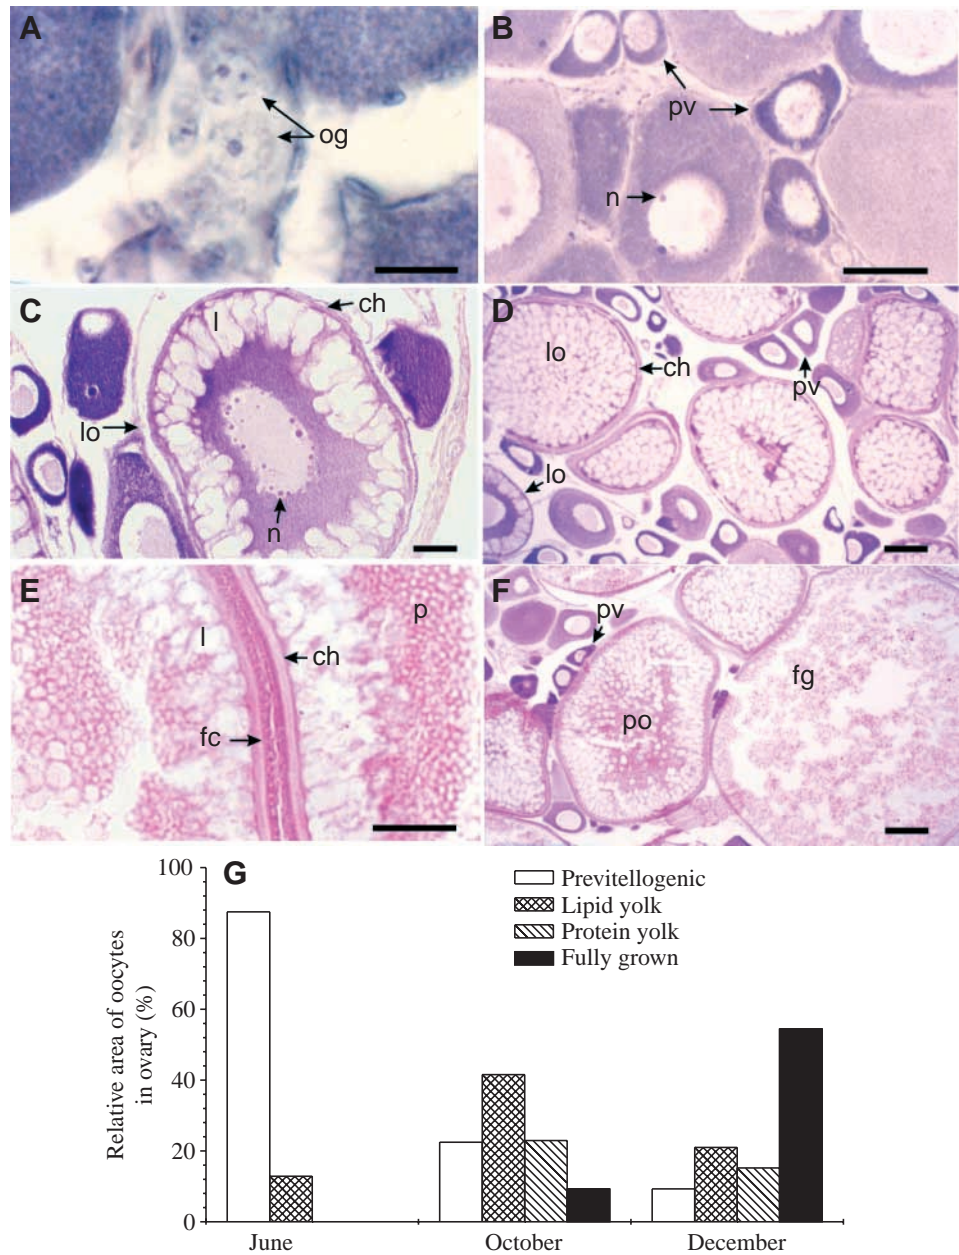 A
og
B
pv
n
C
ch
l
lo
n
D
lo
ch
pv
lo
E
l
p
ch
fc
F
pv
fg
po
G
100
80
60
40
20
0
Relative area of oocytes
in ovary (%)
Previtellogenic
Lipid yolk
Protein yolk
Fully grown
June October December